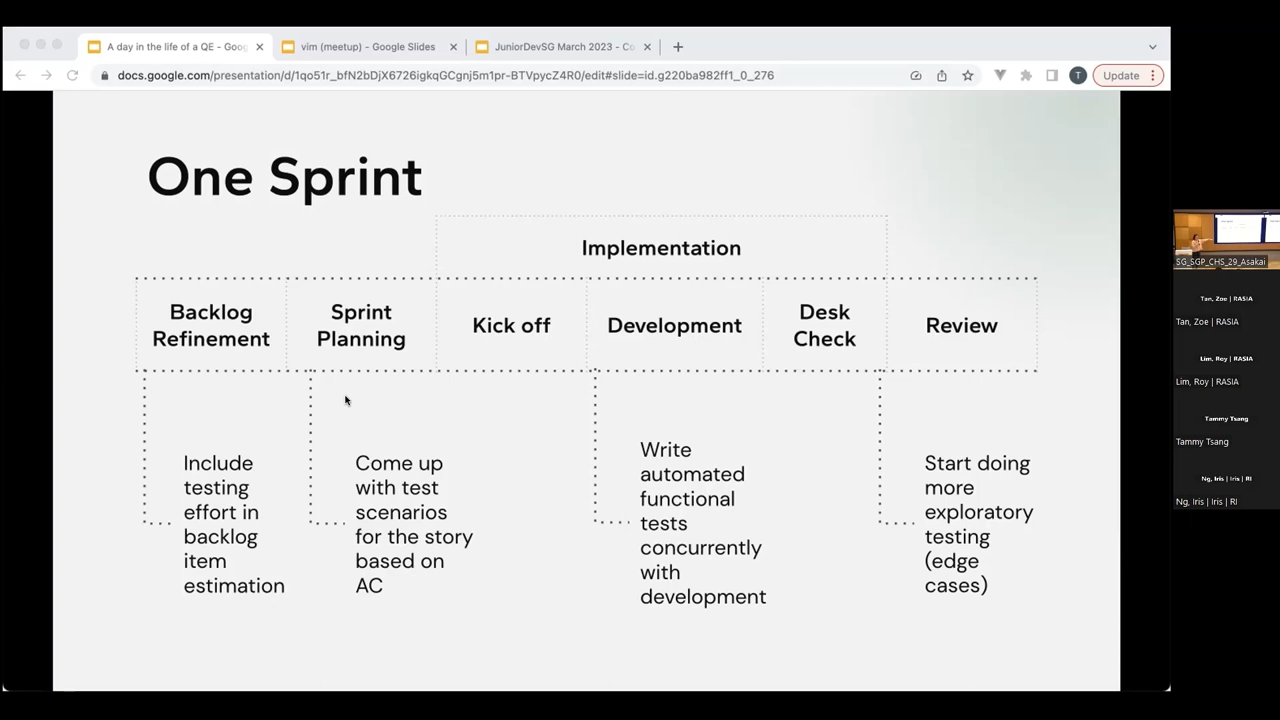 A day in the life of a QE - Goog
vim (meetup) - Google Slides
JuniorDevSG March 2023 - Co
docs.google.com/presentation/d/1qo51r_bfN2bDjX6726igkqGCgnj5m1pr-BTVpycZ4R0/edit#slide=id.g220ba982ff1_0_276
T
Update
One Sprint
Implementation
Backlog
Refinement
Sprint
Planning
Kick off
Development
Desk
Check
Review
Include
testing
effort in
backlog
item
estimation
Come up
with test
scenarios
for the story
based on
AC
Write
automated
functional
tests
concurrently
with
development
Start doing
more
exploratory
testing
(edge
cases)
SG_SGP_CHS_29_Asakai
Tan, Zoe | RASIA
Tan, Zoe | RASIA
Lim, Roy | RASIA
Lim, Roy | RASIA
Tammy Tsang
Tammy Tsang
Ng, Iris | Iris | RI
Ng, Iris | Iris | RI